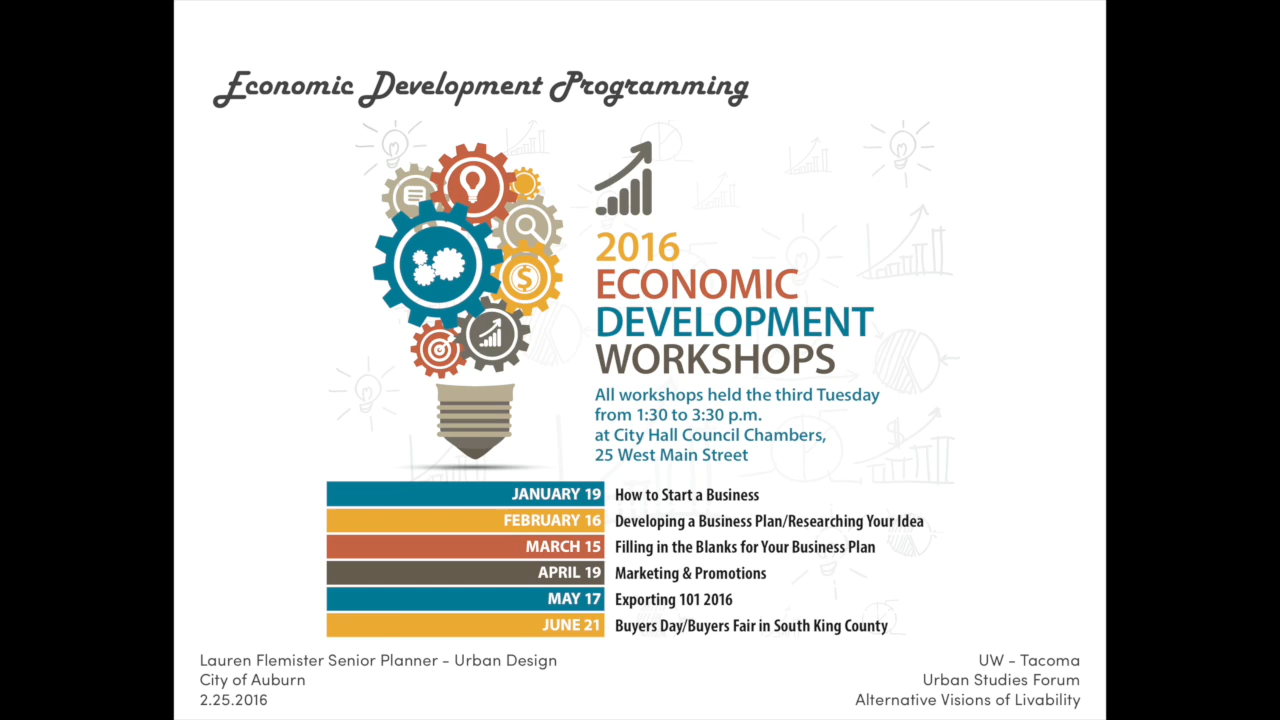 Economic Development Programming
2016
ECONOMIC
DEVELOPMENT
WORKSHOPS
All workshops held the third Tuesday
from 1:30 to 3:30 p.m.
at City Hall Council Chambers,
25 West Main Street
JANUARY 19 How to Start a Business
FEBRUARY 16 Developing a Business Plan/Researching Your Idea
MARCH 15 Filling in the Blanks for Your Business Plan
APRIL 19 Marketing & Promotions
MAY 17 Exporting 101 2016
JUNE 21 Buyers Day/Buyers Fair in South King County
Lauren Flemister Senior Planner - Urban Design
City of Auburn
2.25.2016
UW - Tacoma
Urban Studies Forum
Alternative Visions of Livability